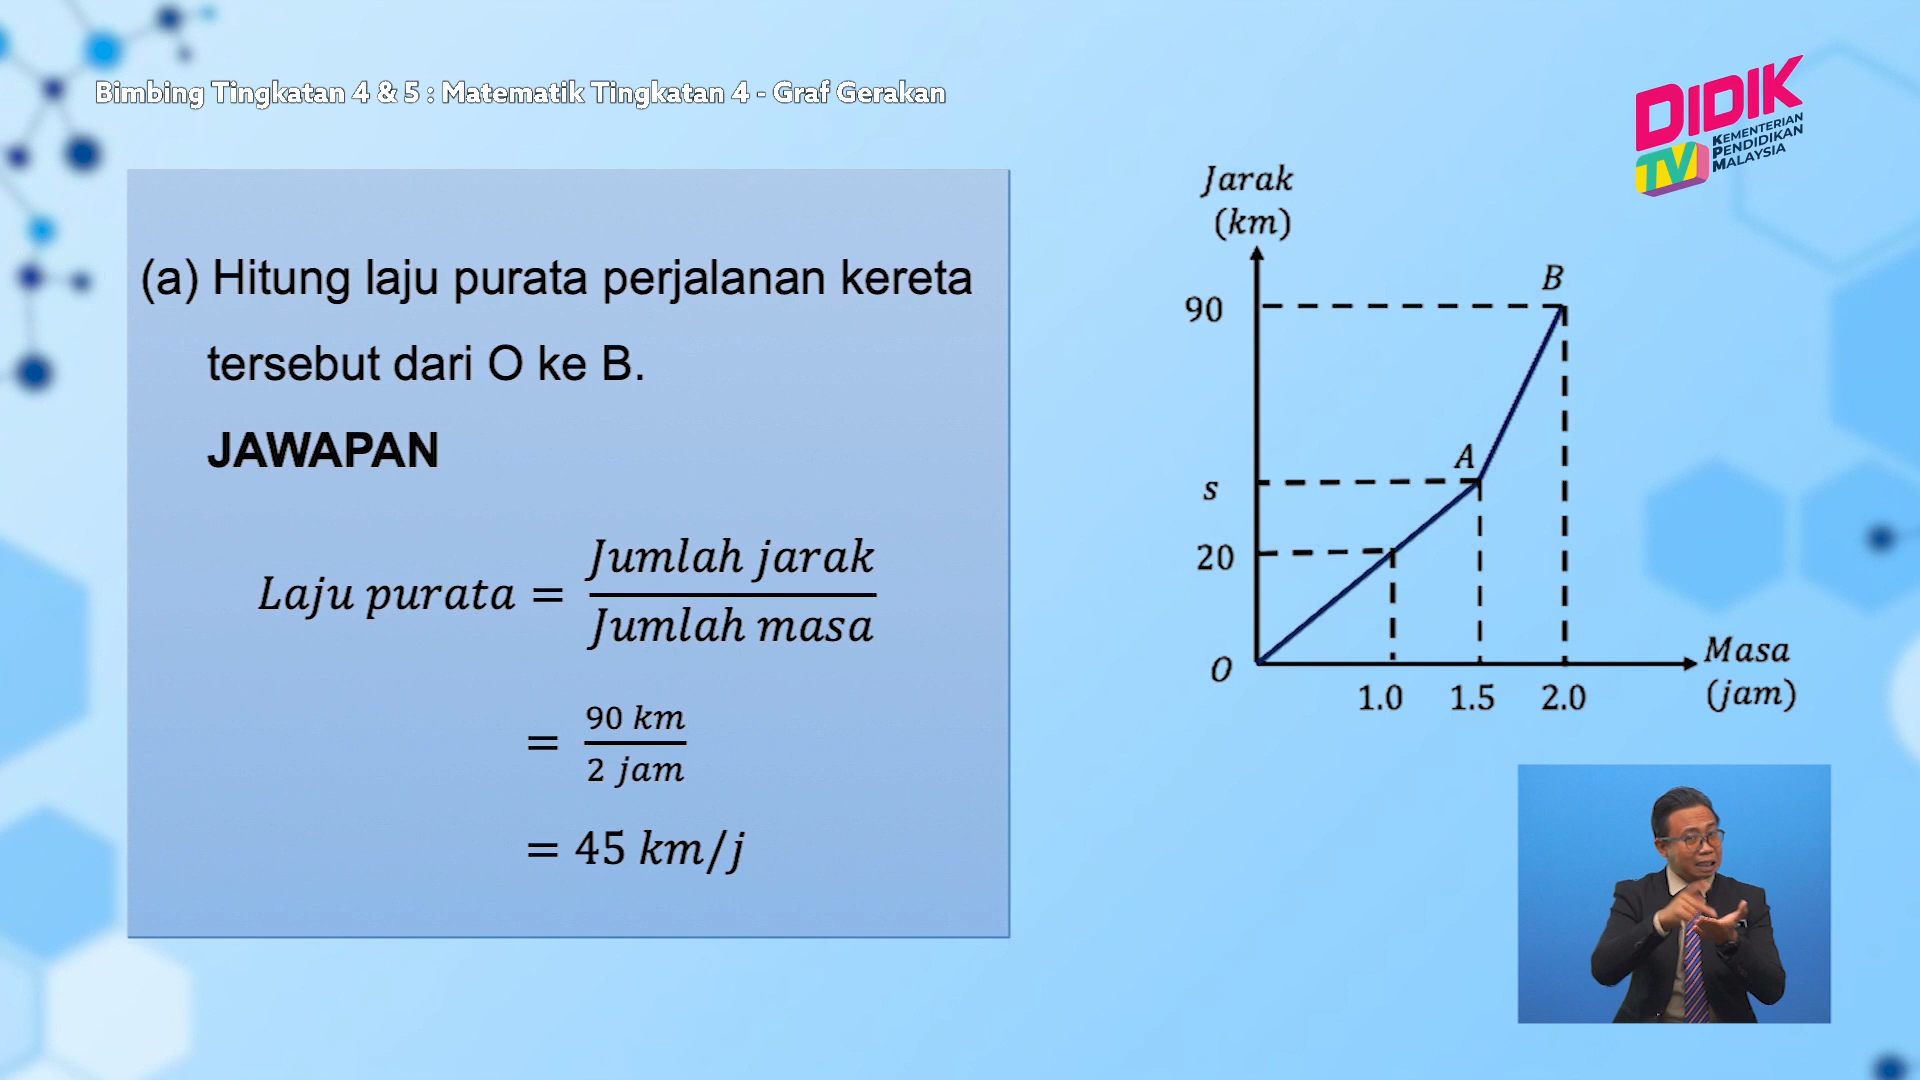 Bimbing Tingkatan 4 & 5 : Matematik Tingkatan 4 - Graf Gerakan
DIDIK
TV
KEMENTERIAN
PENDIDIKAN
MALAYSIA
(a) Hitung laju purata perjalanan kereta
tersebut dari O ke B.
JAWAPAN
Laju purata = Jumlah jarak / Jumlah masa
= 90 km / 2 jam
= 45 km/j
Jarak
(km)
B
90
A
s
20
O
1.0 1.5 2.0
Masa
(jam)